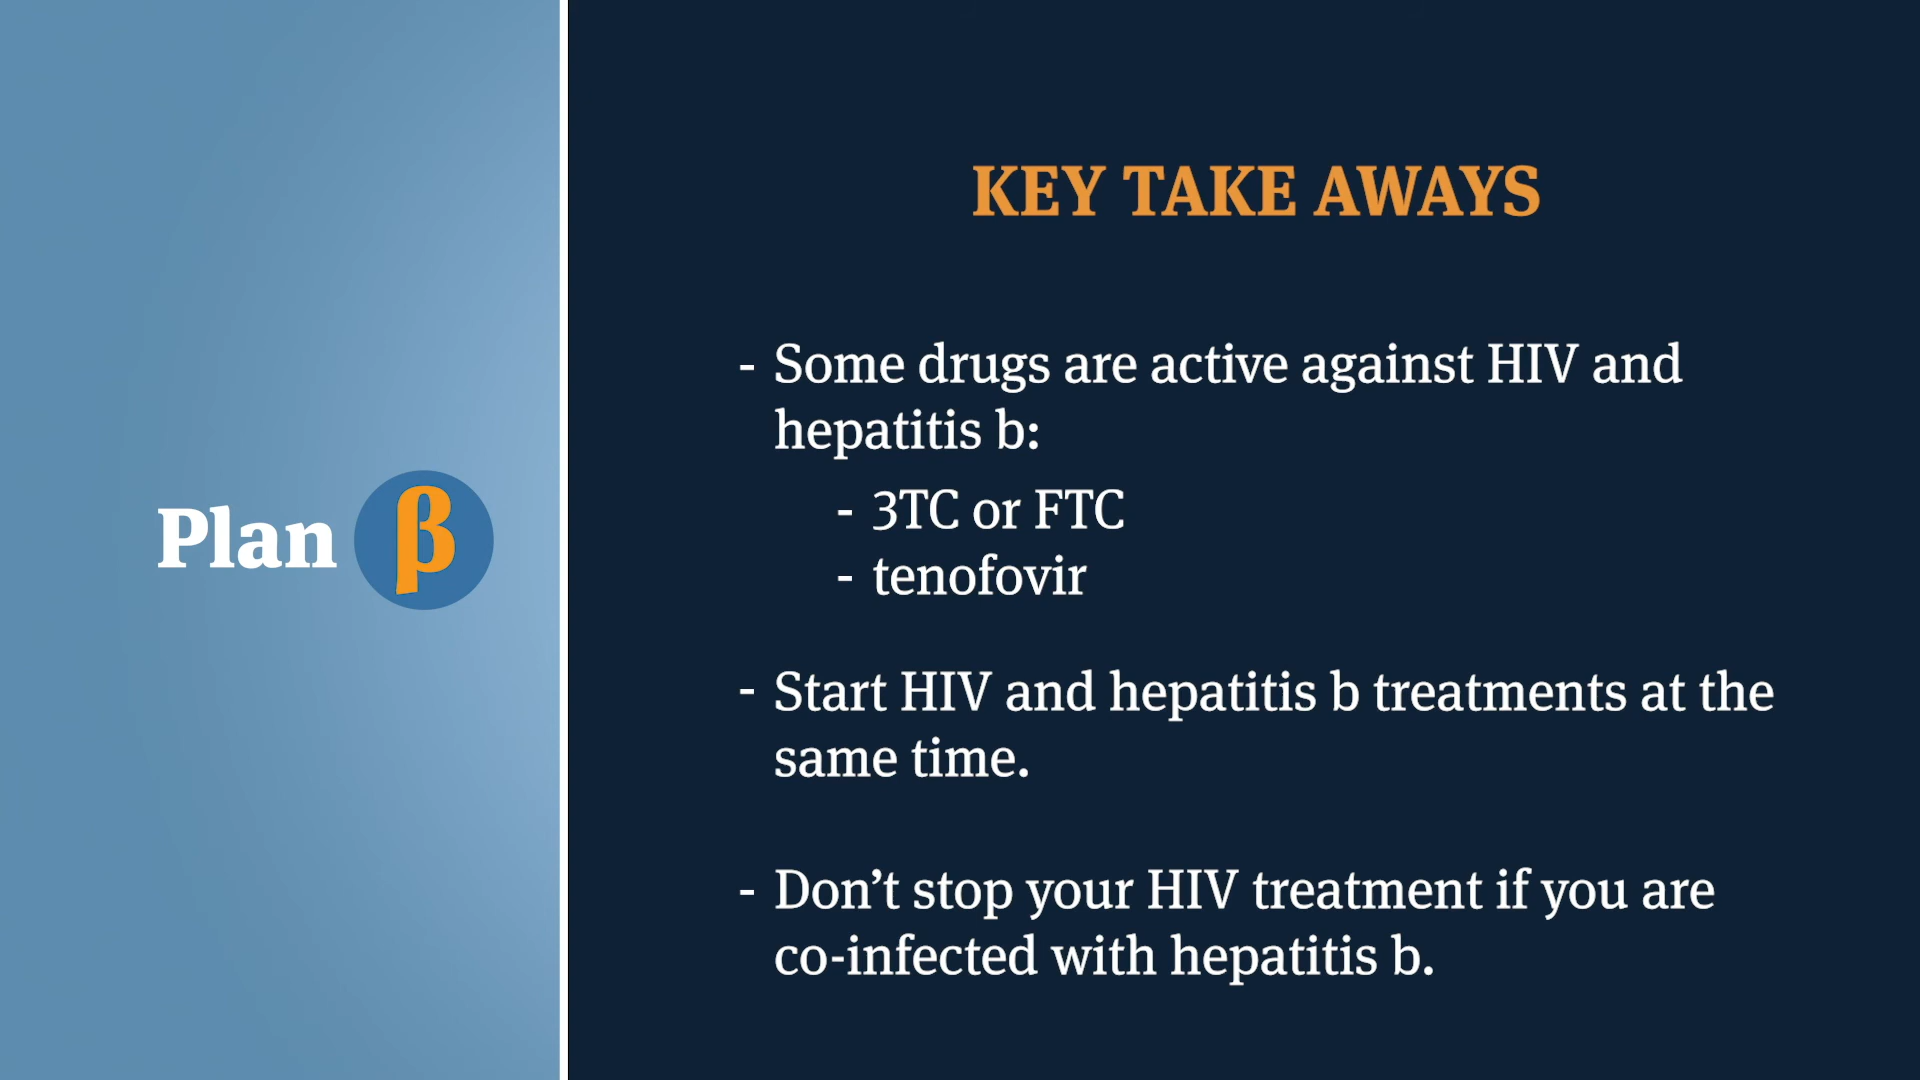 Plan β
KEY TAKE AWAYS
- Some drugs are active against HIV and
hepatitis b:
- 3TC or FTC
- tenofovir
- Start HIV and hepatitis b treatments at the
same time.
- Don’t stop your HIV treatment if you are
co-infected with hepatitis b.